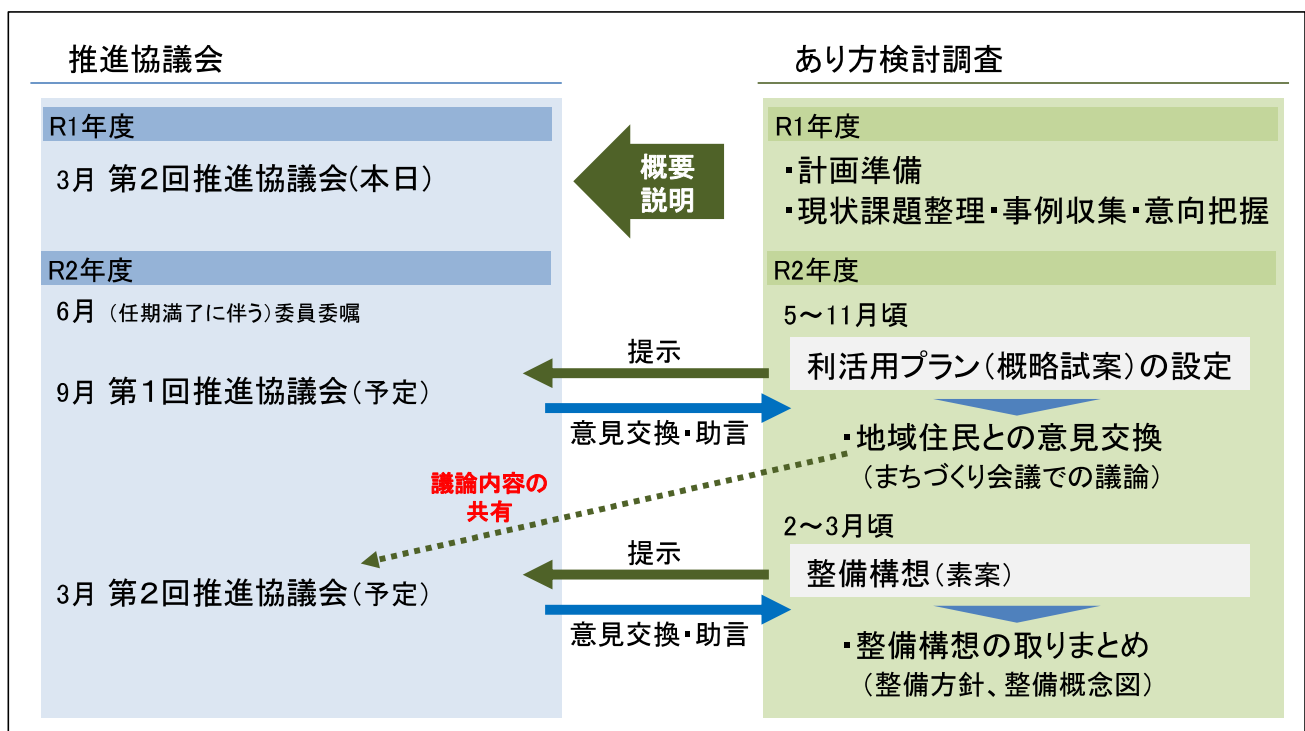 推進協議会
R1年度
3月 第2回推進協議会(本日)
R2年度
6月 (任期満了に伴う)委員委嘱
9月 第1回推進協議会(予定)
3月 第2回推進協議会(予定)
概要
説明
提示
意見交換・助言
議論内容の
共有
提示
意見交換・助言
あり方検討調査
R1年度
・計画準備
・現状課題整理・事例収集・意向把握
R2年度
5~11月頃
利活用プラン(概略試案)の設定
・地域住民との意見交換
(まちづくり会議での議論)
2~3月頃
整備構想(素案)
・整備構想の取りまとめ
(整備方針、整備概念図)